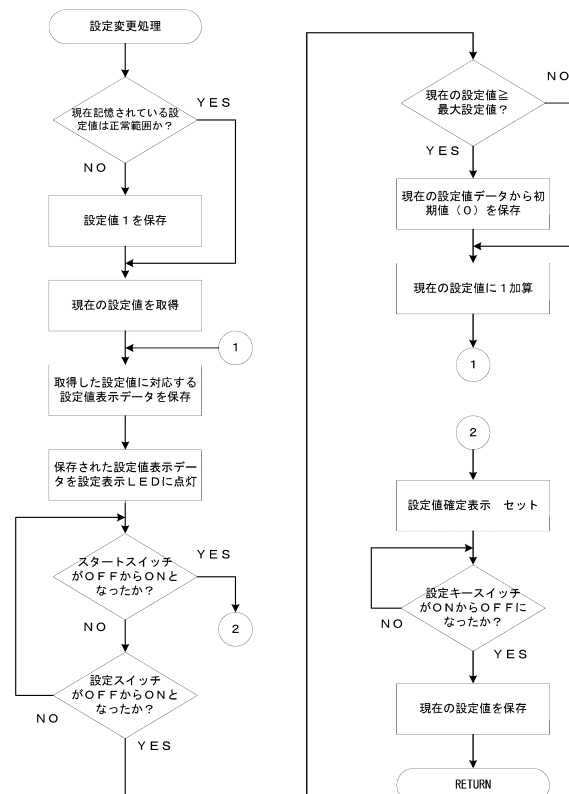 設定変更処理
現在記憶されている設
定値は正常範囲か？
ＹＥＳ
ＮＯ
設定値１を保存
現在の設定値を取得
1
取得した設定値に対応する
設定値表示データを保存
保存された設定値表示デー
タを設定表示ＬＥＤに点灯
スタートスイッチ
がＯＦＦからＯＮと
なったか？
ＹＥＳ
2
ＮＯ
設定スイッチ
がＯＦＦからＯＮと
なったか？
ＮＯ
ＹＥＳ
現在の設定値≧
最大設定値？
ＮＯ
ＹＥＳ
現在の設定値データから初
期値（０）を保存
現在の設定値に１加算
1
2
設定値確定表示　セット
設定キースイッチ
がＯＮからＯＦＦに
なったか？
ＮＯ
ＹＥＳ
現在の設定値を保存
RETURN